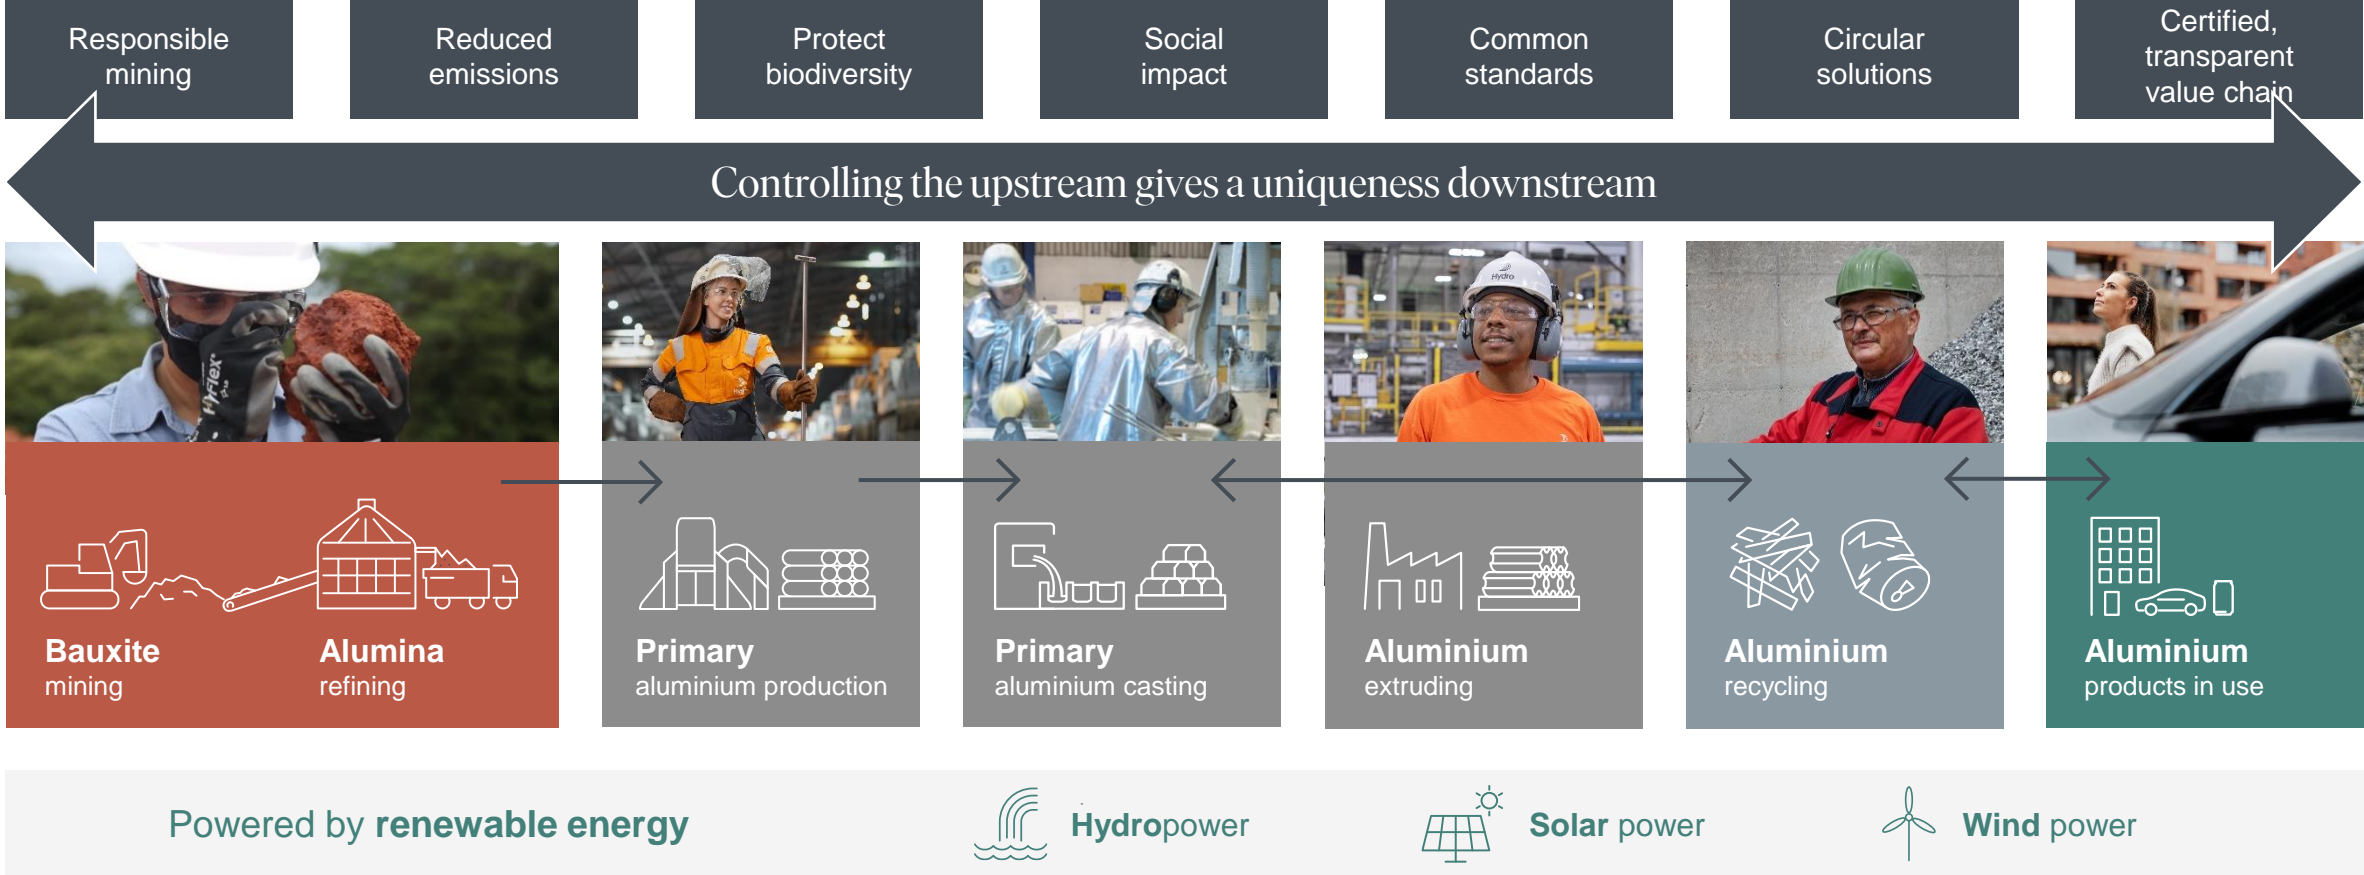 Responsible
mining
Reduced
emissions
Protect
biodiversity
Social
impact
Common
standards
Circular
solutions
Certified,
transparent
value chain
Controlling the upstream gives a uniqueness downstream
HyFlex
Hydro
Bauxite
mining
Alumina
refining
Primary
aluminium production
Primary
aluminium casting
Aluminium
extruding
Aluminium
recycling
Aluminium
products in use
Powered by renewable energy
Hydropower
Solar power
Wind power